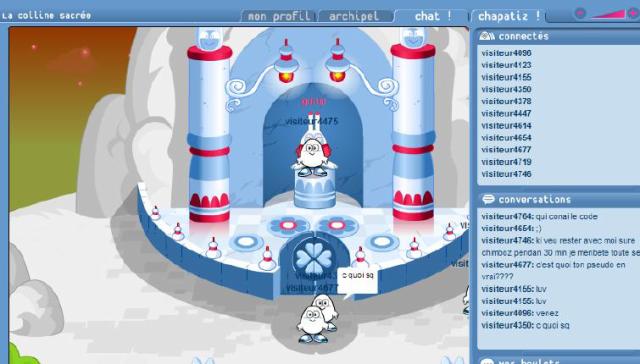 La colline sacrée
mon profil
archipel
chat !
chapatiz !
connectés
visiteur4096
visiteur4123
visiteur4155
visiteur4350
visiteur4378
visiteur4447
visiteur4614
visiteur4654
visiteur4677
visiteur4719
visiteur4746
visiteur4475
c quoi sq
visiteur4677
conversations
visiteur4764: qui conai le code
visiteur4654: ;)
visiteur4746: ki veu rester avec moi sure
chimboz pendan 30 min je m'enbete toute se
visiteur4677: c'est quoi ton pseudo en
vrai????
visiteur4155: luv
visiteur4155: luv
visiteur4096: venez
visiteur4350: c quoi sq